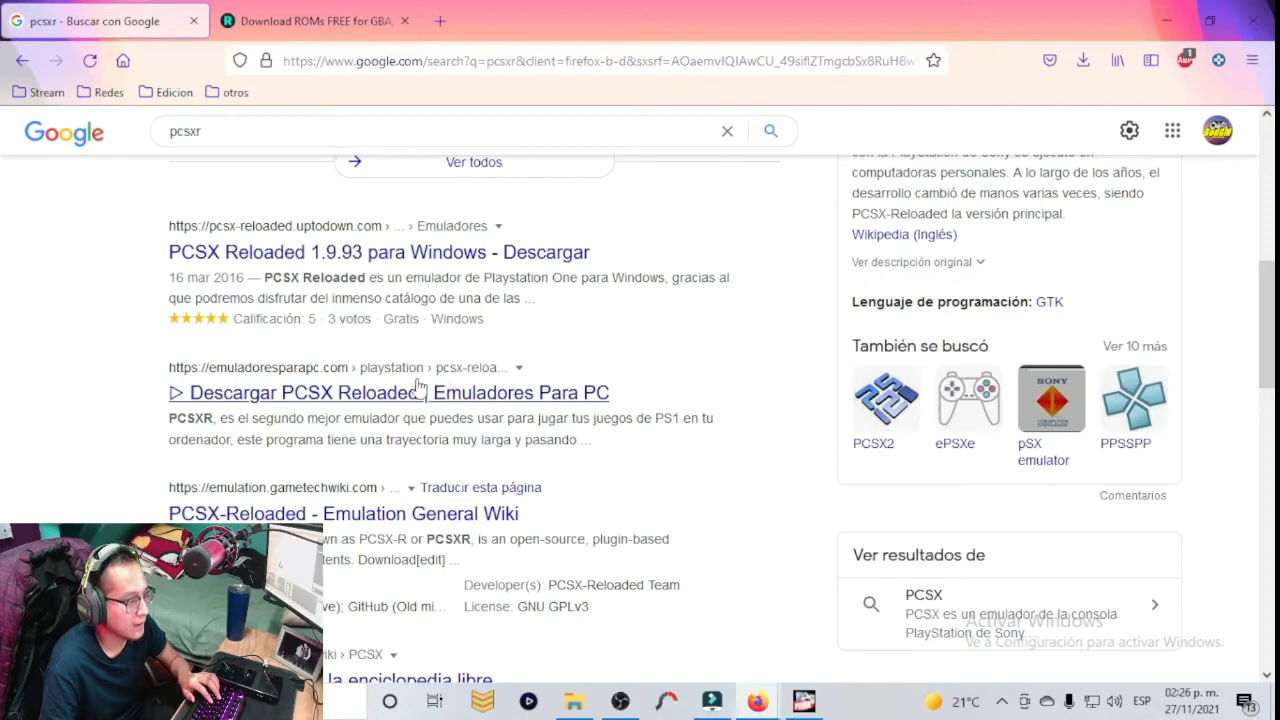 pcsxr - Buscar con Google
Download ROMs FREE for GBA,
https://www.google.com/search?q=pcsxr&client=firefox-b-d&sxsrf=AOaemvIQIAwCU_49siflZTmgcbSx8RuH8w
Stream
Redes
Edicion
otros
Google
pcsxr
Ver todos
https://pcsx-reloaded.uptodown.com › ... › Emuladores
PCSX Reloaded 1.9.93 para Windows - Descargar
16 mar 2016 — PCSX Reloaded es un emulador de Playstation One para Windows, gracias al
que podremos disfrutar del inmenso catálogo de una de las ...
Calificación: 5 · 3 votos · Gratis · Windows
https://emuladoresparapc.com › playstation › pcsx-reloa...
▷ Descargar PCSX Reloaded | Emuladores Para PC
PCSXR, es el segundo mejor emulador que puedes usar para jugar tus juegos de PS1 en tu
ordenador, este programa tiene una trayectoria muy larga y pasando ...
https://emulation.gametechwiki.com › ... Traducir esta página
PCSX-Reloaded - Emulation General Wiki
wn as PCSX-R or PCSXR, is an open-source, plugin-based
tents. Download[edit] ...
Developer(s): PCSX-Reloaded Team
ve); GitHub (Old mi... License: GNU GPLv3
iki › PCSX
la enciclopedia libre
con la PlayStation de Sony se ejecute en
computadoras personales. A lo largo de los años, el
desarrollo cambió de manos varias veces, siendo
PCSX-Reloaded la versión principal.
Wikipedia (Inglés)
Ver descripción original
Lenguaje de programación: GTK
También se buscó
Ver 10 más
SONY
PCSX2
ePSXe
pSX
emulator
PPSSPP
Comentarios
Ver resultados de
PCSX
PCSX es un emulador de la consola
PlayStation de Sony
Activar Windows
Ve a Configuración para activar Windows.
21°C
ESP
02:26 p. m.
27/11/2021
13